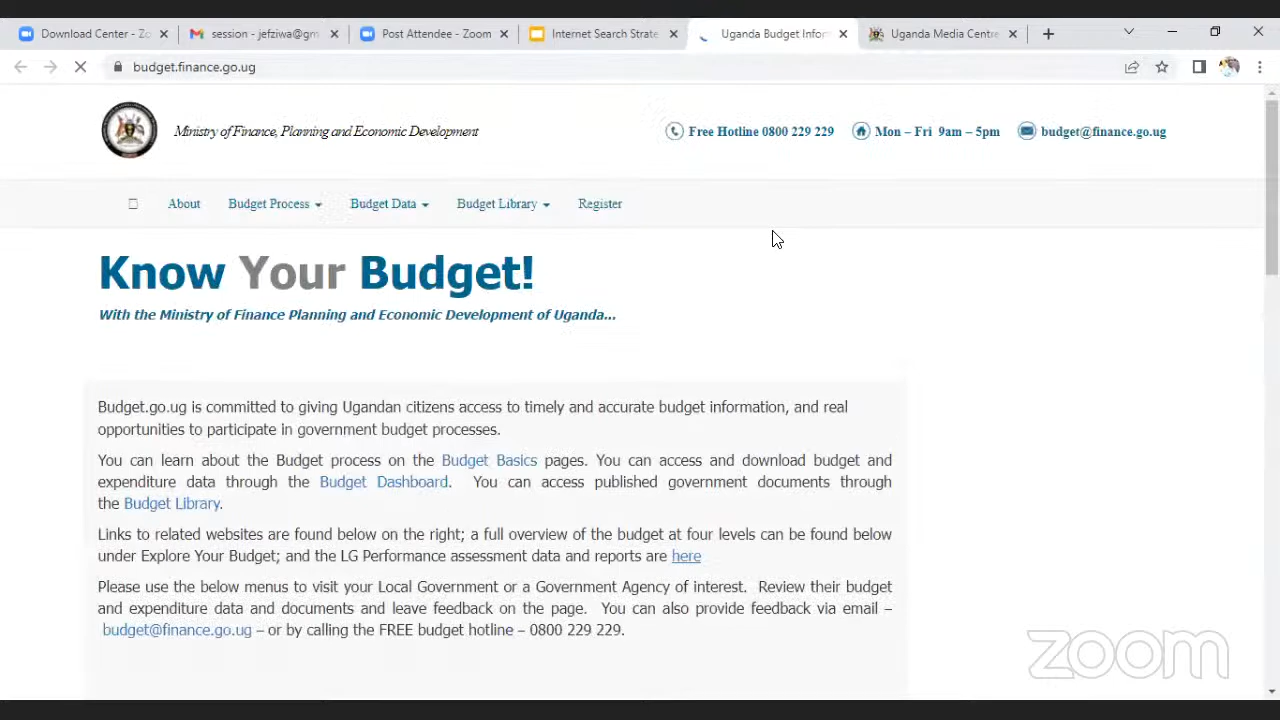 Download Center - Zo
session - jefziwa@gm
Post Attendee - Zoom
Internet Search Strate
Uganda Budget Inform
Uganda Media Centre
budget.finance.go.ug
Ministry of Finance, Planning and Economic Development
Free Hotline 0800 229 229
Mon – Fri 9am – 5pm
budget@finance.go.ug
About
Budget Process
Budget Data
Budget Library
Register
Know Your Budget!
With the Ministry of Finance Planning and Economic Development of Uganda...
Budget.go.ug is committed to giving Ugandan citizens access to timely and accurate budget information, and real
opportunities to participate in government budget processes.
You can learn about the Budget process on the Budget Basics pages. You can access and download budget and
expenditure data through the Budget Dashboard. You can access published government documents through
the Budget Library.
Links to related websites are found below on the right; a full overview of the budget at four levels can be found below
under Explore Your Budget; and the LG Performance assessment data and reports are here
Please use the below menus to visit your Local Government or a Government Agency of interest. Review their budget
and expenditure data and documents and leave feedback on the page. You can also provide feedback via email –
budget@finance.go.ug – or by calling the FREE budget hotline – 0800 229 229.
zoom